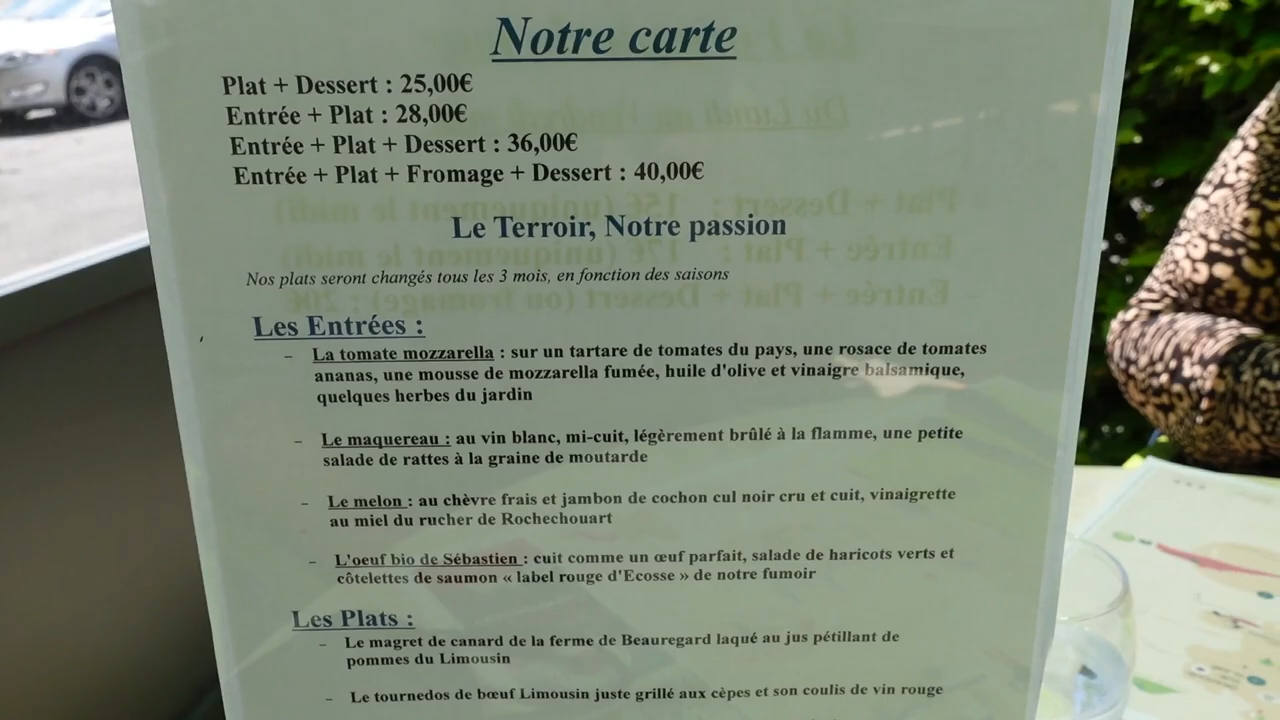 Notre carte
Plat + Dessert : 25,00€
Entrée + Plat : 28,00€
Entrée + Plat + Dessert : 36,00€
Entrée + Plat + Fromage + Dessert : 40,00€
Le Terroir, Notre passion
Nos plats seront changés tous les 3 mois, en fonction des saisons
Les Entrées :
– La tomate mozzarella : sur un tartare de tomates du pays, une rosace de tomates
ananas, une mousse de mozzarella fumée, huile d'olive et vinaigre balsamique,
quelques herbes du jardin
– Le maquereau : au vin blanc, mi-cuit, légèrement brûlé à la flamme, une petite
salade de rattes à la graine de moutarde
– Le melon : au chèvre frais et jambon de cochon cul noir cru et cuit, vinaigrette
au miel du rucher de Rochechouart
– L'oeuf bio de Sébastien : cuit comme un œuf parfait, salade de haricots verts et
côtelettes de saumon « label rouge d'Ecosse » de notre fumoir
Les Plats :
– Le magret de canard de la ferme de Beauregard laqué au jus pétillant de
pommes du Limousin
– Le tournedos de bœuf Limousin juste grillé aux cèpes et son coulis de vin rouge